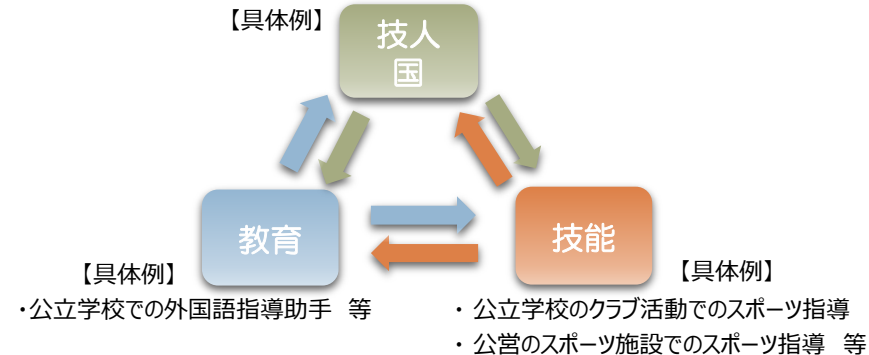 【具体例】
技人
国
教育
技能
【具体例】
・公立学校での外国語指導助手　等
【具体例】
・ 公立学校のクラブ活動でのスポーツ指導
・ 公営のスポーツ施設でのスポーツ指導　等